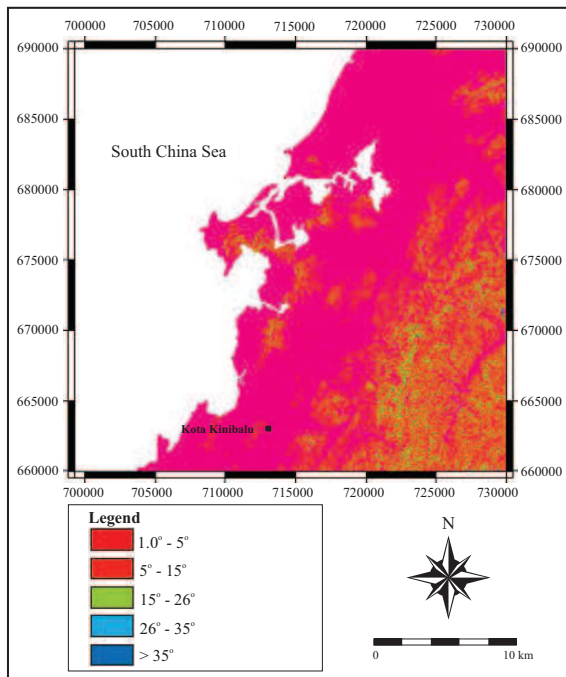 700000 705000 710000 715000 720000 725000 730000
690000 690000
685000 685000
South China Sea
680000 680000
675000 675000
670000 670000
665000 665000
Kota Kinibalu
660000 660000
700000 705000 710000 715000 720000 725000 730000
Legend
1.0° - 5°
5° - 15°
15° - 26°
26° - 35°
> 35°
N
0 10 km